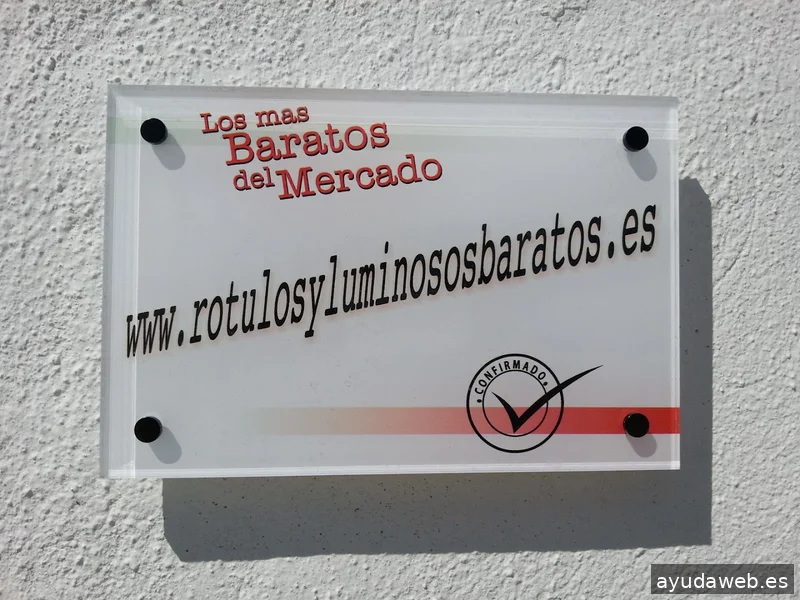 Los mas
Baratos
del Mercado
www.rotulosyluminososbaratos.es
CONFIRMADO
ayudaweb.es